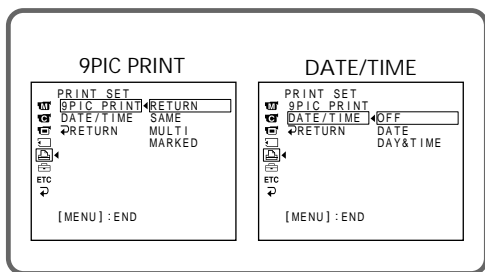 9PIC PRINT
PRINT SET
9PIC PRINT RETURN
DATE/TIME SAME
RETURN MULTI
MARKED
ETC
[MENU] : END
DATE/TIME
PRINT SET
9PIC PRINT
DATE/TIME OFF
RETURN DATE
DAY&TIME
ETC
[MENU] : END